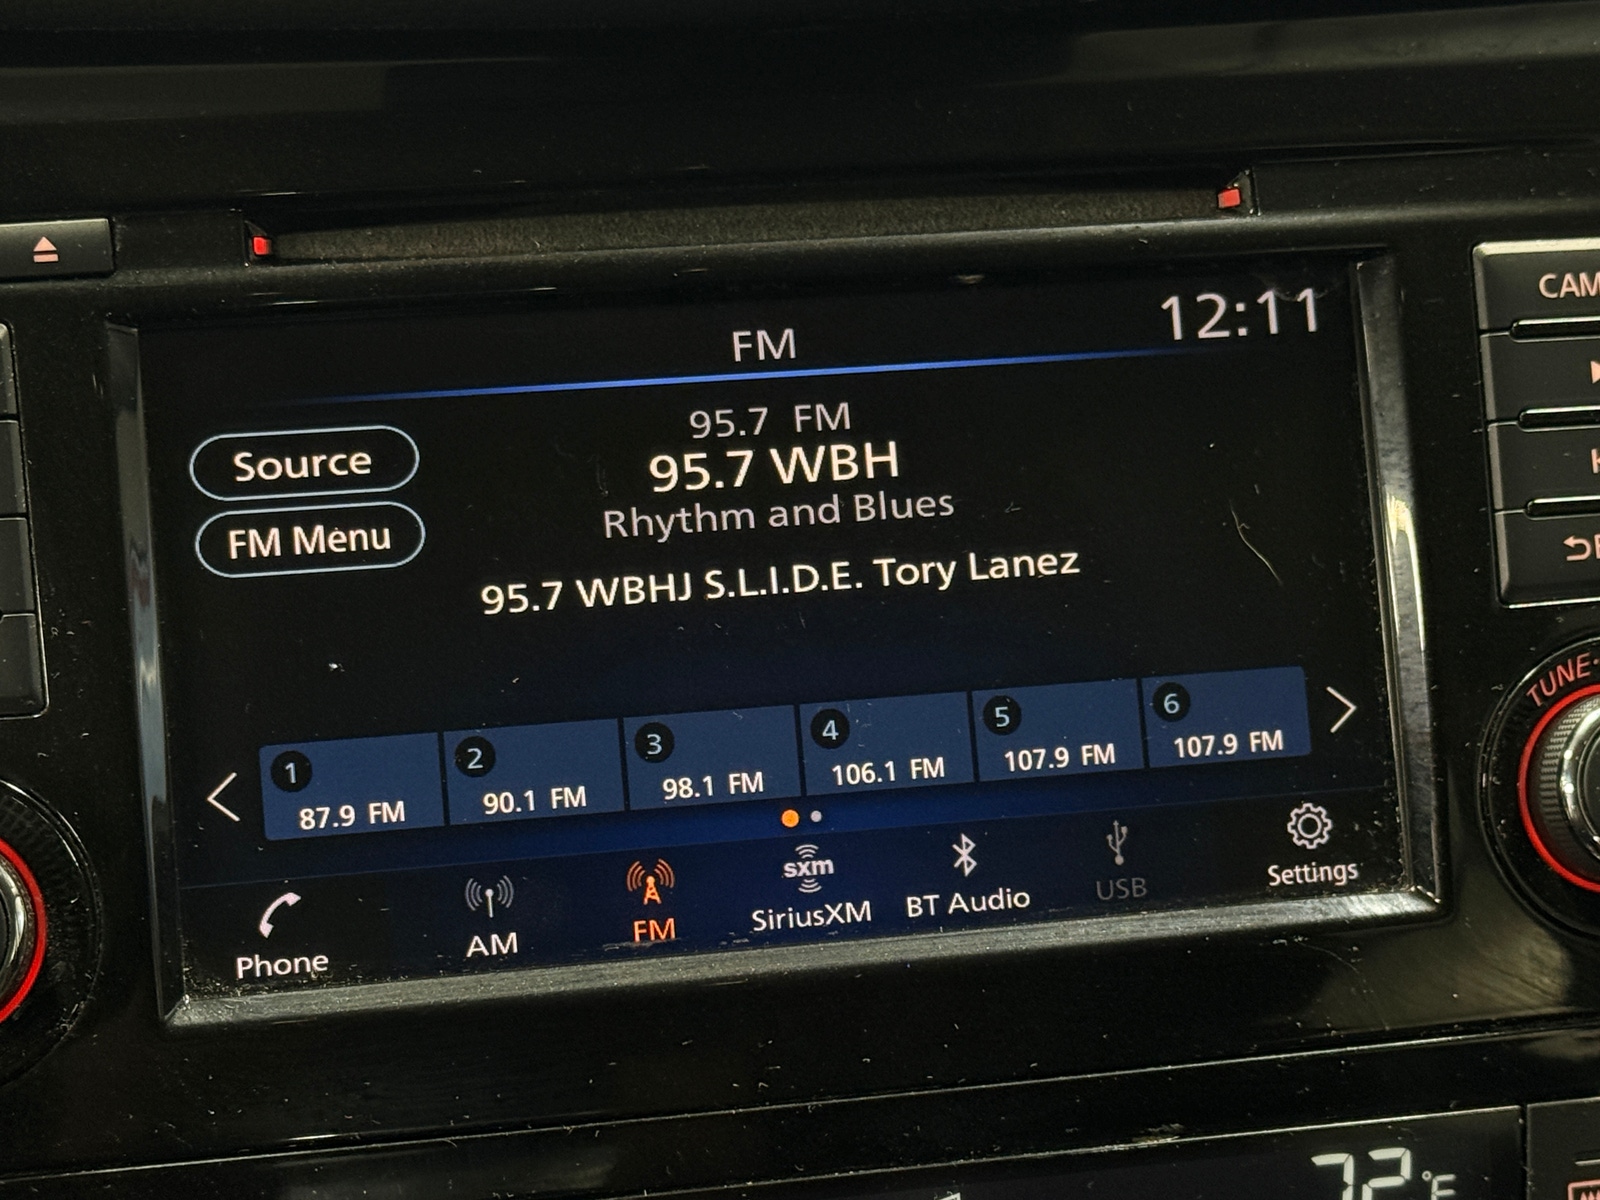 12:11
FM
95.7 FM
Source
95.7 WBH
Rhythm and Blues
FM Menu
95.7 WBHJ S.L.I.D.E. Tory Lanez
1
2
3
4
5
6
87.9 FM
90.1 FM
98.1 FM
106.1 FM
107.9 FM
107.9 FM
sxm
Phone
AM
FM
SiriusXM
BT Audio
USB
Settings
CAM
TUNE
72°F